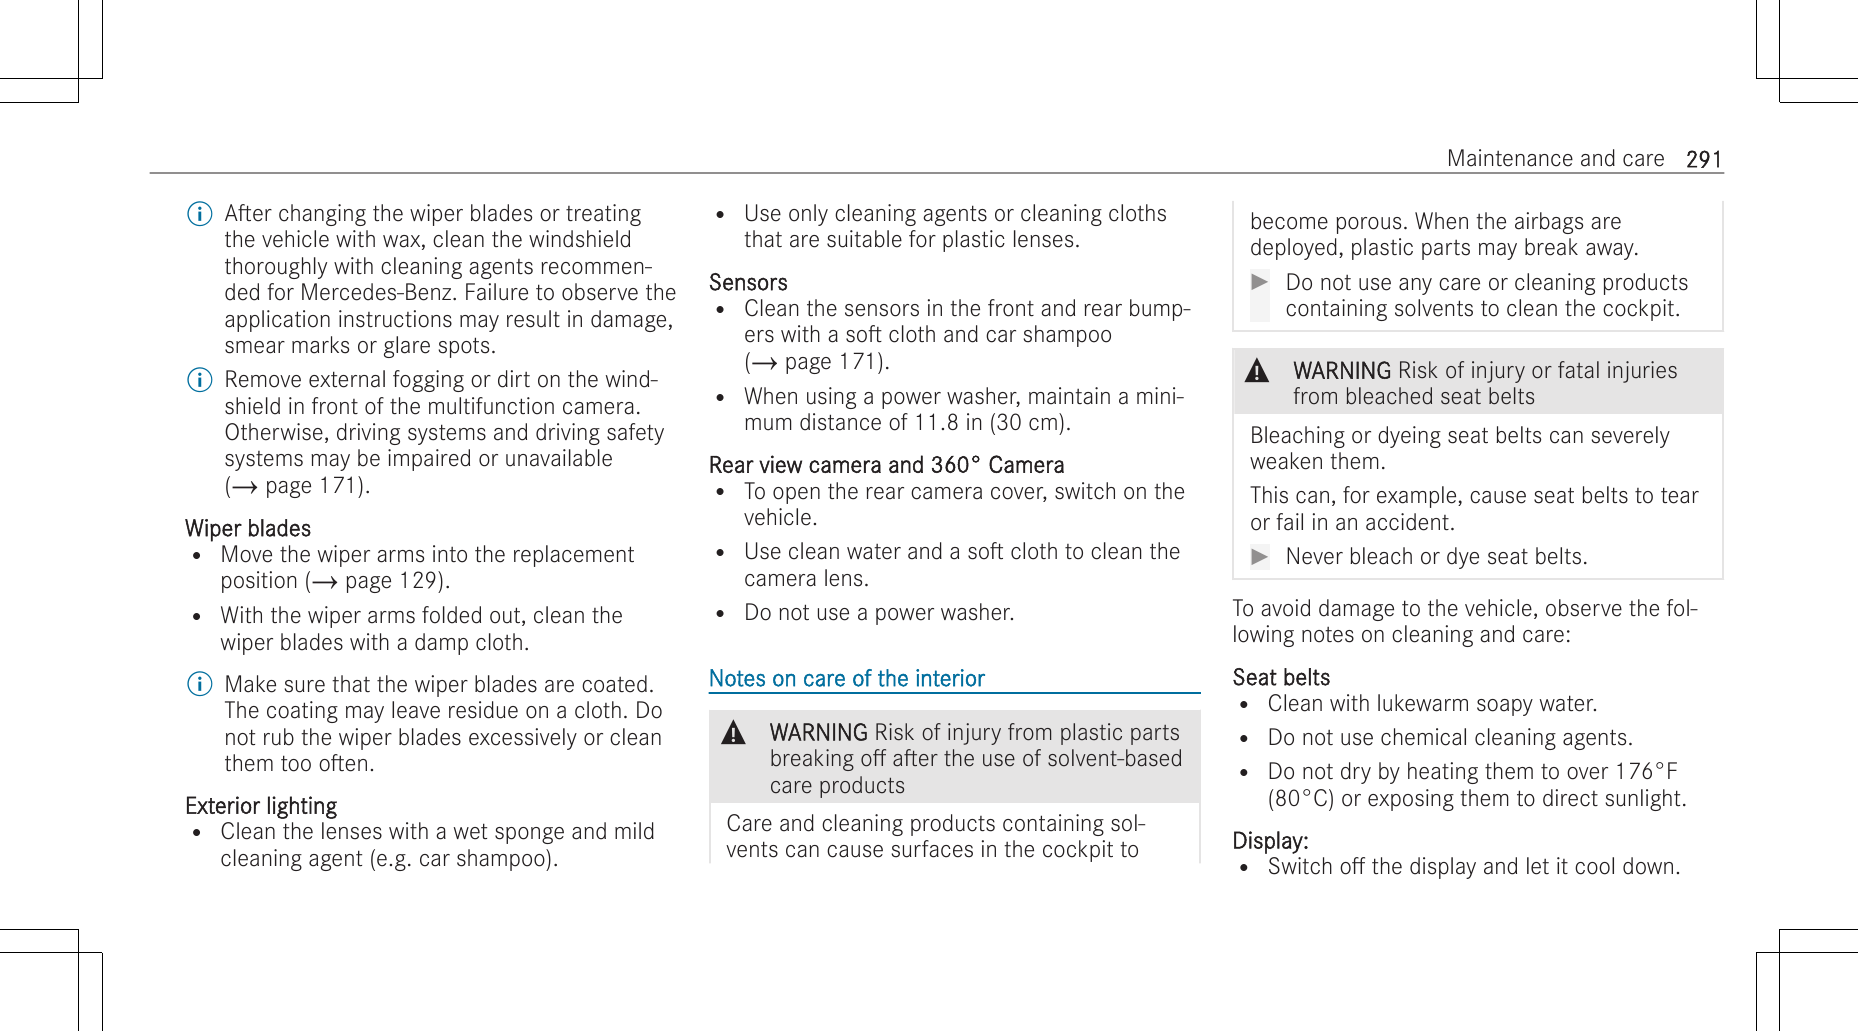 Maintenance and care 291
After changing the wiper blades or treating
the vehicle with wax, clean the windshield
thoroughly with cleaning agents recommen-
ded for Mercedes-Benz. Failure to observe the
application instructions may result in damage,
smear marks or glare spots.
Remove external fogging or dirt on the wind-
shield in front of the multifunction camera.
Otherwise, driving systems and driving safety
systems may be impaired or unavailable
(→ page 171).
Wiper blades
• Move the wiper arms into the replacement
position (→ page 129).
• With the wiper arms folded out, clean the
wiper blades with a damp cloth.
Make sure that the wiper blades are coated.
The coating may leave residue on a cloth. Do
not rub the wiper blades excessively or clean
them too often.
Exterior lighting
• Clean the lenses with a wet sponge and mild
cleaning agent (e.g. car shampoo).
• Use only cleaning agents or cleaning cloths
that are suitable for plastic lenses.
Sensors
• Clean the sensors in the front and rear bump-
ers with a soft cloth and car shampoo
(→ page 171).
• When using a power washer, maintain a mini-
mum distance of 11.8 in (30 cm).
Rear view camera and 360° Camera
• To open the rear camera cover, switch on the
vehicle.
• Use clean water and a soft cloth to clean the
camera lens.
• Do not use a power washer.
Notes on care of the interior
WARNING Risk of injury from plastic parts
breaking off after the use of solvent-based
care products
Care and cleaning products containing sol-
vents can cause surfaces in the cockpit to
become porous. When the airbags are
deployed, plastic parts may break away.
▶ Do not use any care or cleaning products
containing solvents to clean the cockpit.
WARNING Risk of injury or fatal injuries
from bleached seat belts
Bleaching or dyeing seat belts can severely
weaken them.
This can, for example, cause seat belts to tear
or fail in an accident.
▶ Never bleach or dye seat belts.
To avoid damage to the vehicle, observe the fol-
lowing notes on cleaning and care:
Seat belts
• Clean with lukewarm soapy water.
• Do not use chemical cleaning agents.
• Do not dry by heating them to over 176°F
(80°C) or exposing them to direct sunlight.
Display:
• Switch off the display and let it cool down.